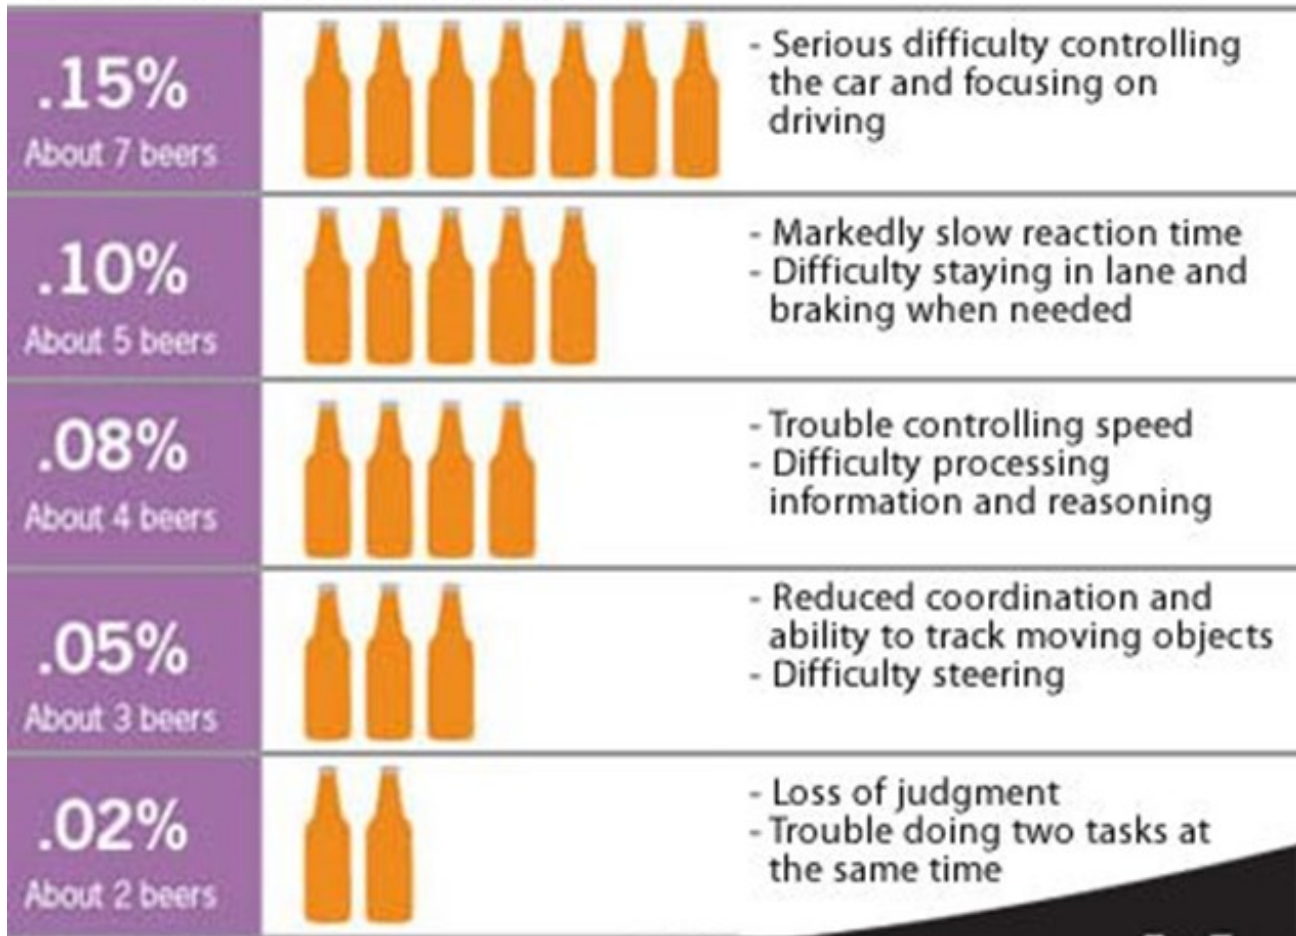 .15%
About 7 beers
- Serious difficulty controlling
the car and focusing on
driving
.10%
About 5 beers
- Markedly slow reaction time
- Difficulty staying in lane and
braking when needed
.08%
About 4 beers
- Trouble controlling speed
- Difficulty processing
information and reasoning
.05%
About 3 beers
- Reduced coordination and
ability to track moving objects
- Difficulty steering
.02%
About 2 beers
- Loss of judgment
- Trouble doing two tasks at
the same time